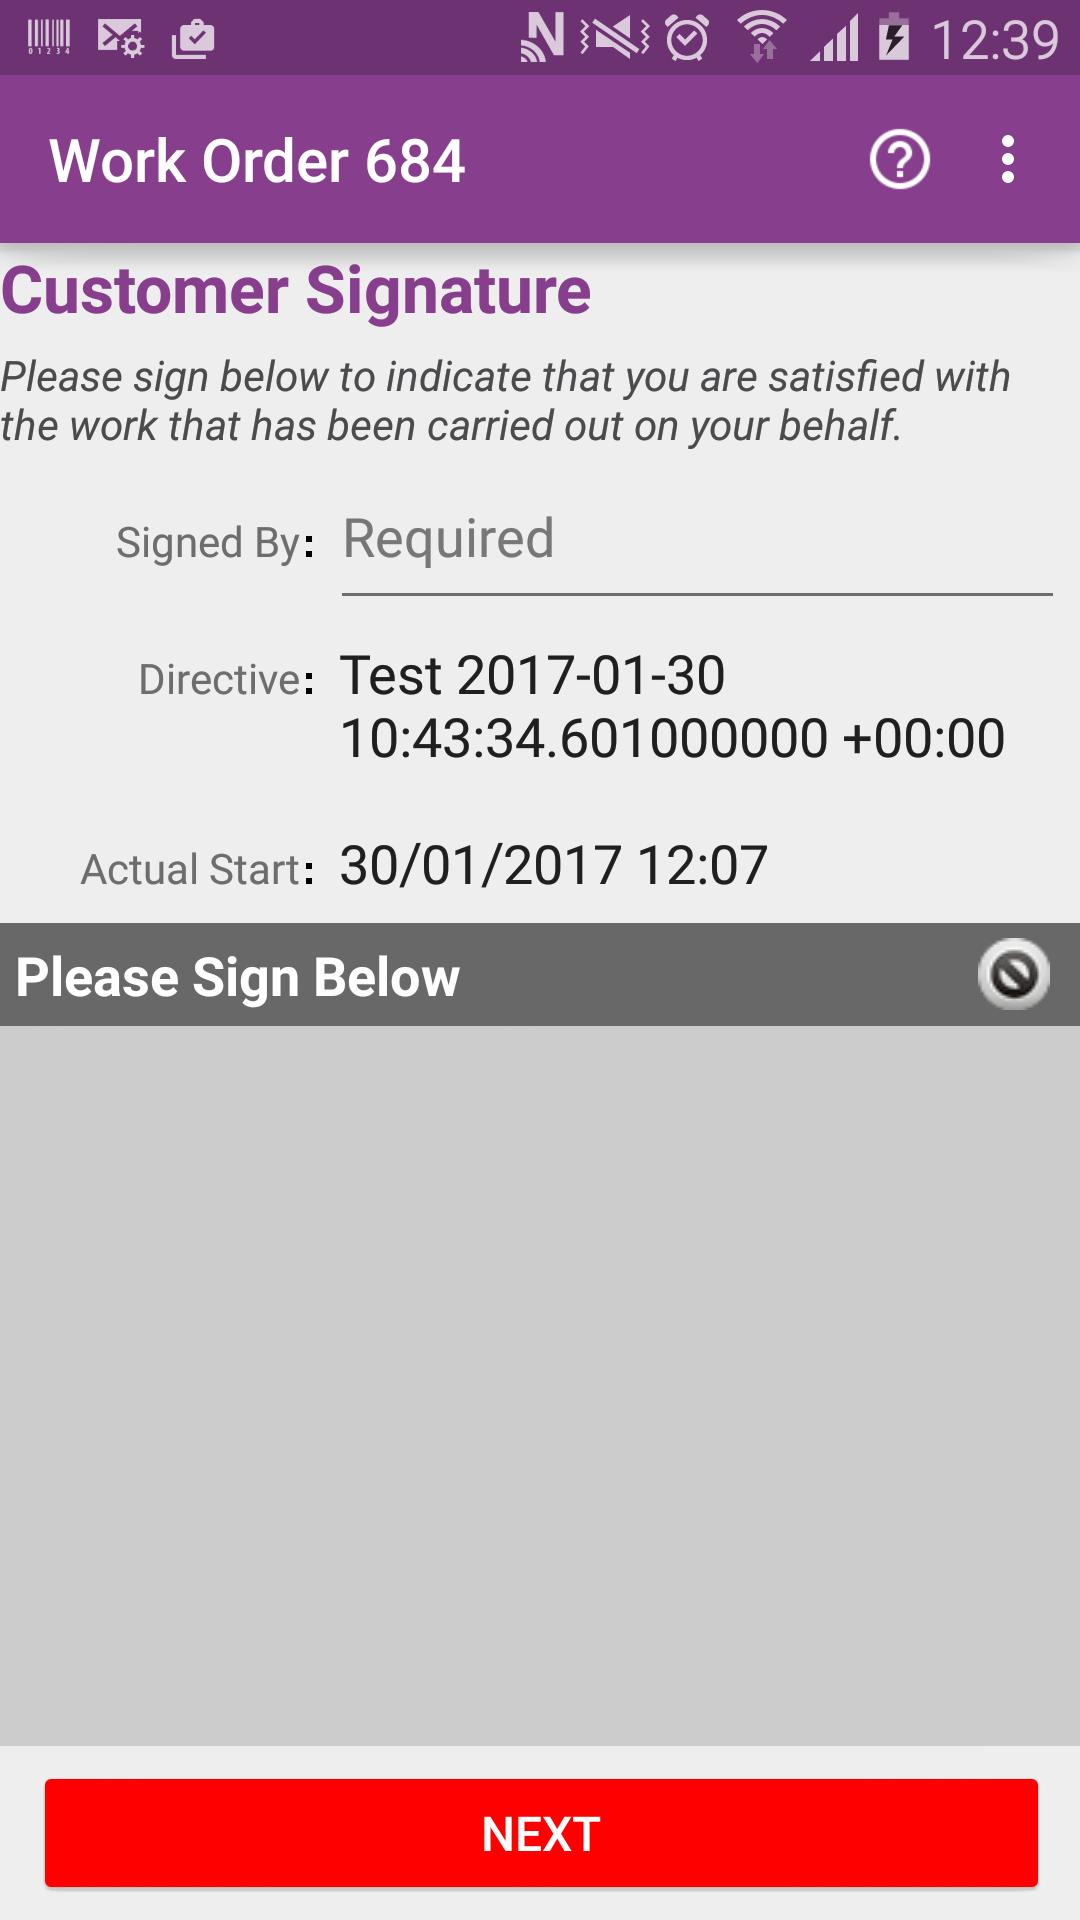 12:39
Work Order 684
Customer Signature
Please sign below to indicate that you are satisfied with
the work that has been carried out on your behalf.
Signed By: Required
Directive: Test 2017-01-30
10:43:34.601000000 +00:00
Actual Start: 30/01/2017 12:07
Please Sign Below
NEXT